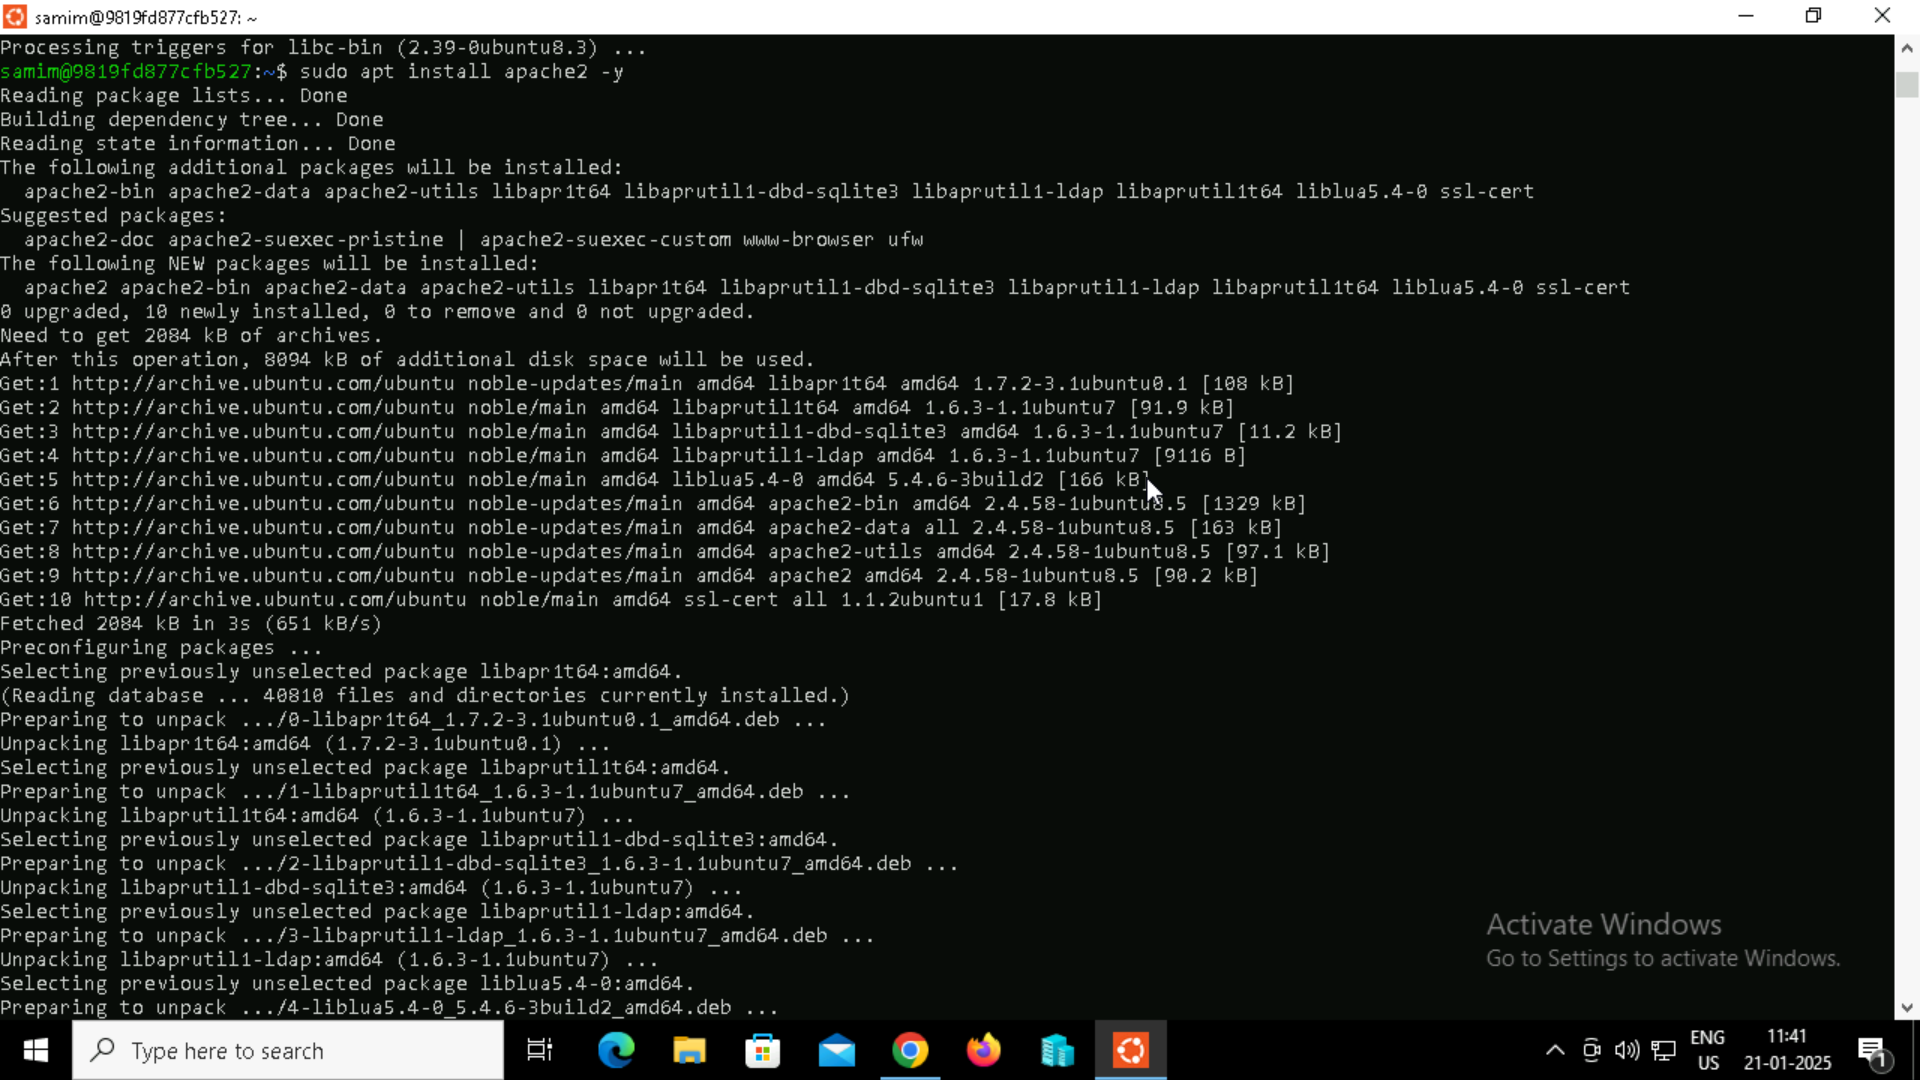 samim@9819fd877cfb527: ~
Processing triggers for libc-bin (2.39-0ubuntu8.3) ...
samim@9819fd877cfb527:~$ sudo apt install apache2 -y
Reading package lists... Done
Building dependency tree... Done
Reading state information... Done
The following additional packages will be installed:
  apache2-bin apache2-data apache2-utils libapr1t64 libaprutil1-dbd-sqlite3 libaprutil1-ldap libaprutil1t64 liblua5.4-0 ssl-cert
Suggested packages:
  apache2-doc apache2-suexec-pristine | apache2-suexec-custom www-browser ufw
The following NEW packages will be installed:
  apache2 apache2-bin apache2-data apache2-utils libapr1t64 libaprutil1-dbd-sqlite3 libaprutil1-ldap libaprutil1t64 liblua5.4-0 ssl-cert
0 upgraded, 10 newly installed, 0 to remove and 0 not upgraded.
Need to get 2084 kB of archives.
After this operation, 8094 kB of additional disk space will be used.
Get:1 http://archive.ubuntu.com/ubuntu noble-updates/main amd64 libapr1t64 amd64 1.7.2-3.1ubuntu0.1 [108 kB]
Get:2 http://archive.ubuntu.com/ubuntu noble/main amd64 libaprutil1t64 amd64 1.6.3-1.1ubuntu7 [91.9 kB]
Get:3 http://archive.ubuntu.com/ubuntu noble/main amd64 libaprutil1-dbd-sqlite3 amd64 1.6.3-1.1ubuntu7 [11.2 kB]
Get:4 http://archive.ubuntu.com/ubuntu noble/main amd64 libaprutil1-ldap amd64 1.6.3-1.1ubuntu7 [9116 B]
Get:5 http://archive.ubuntu.com/ubuntu noble/main amd64 liblua5.4-0 amd64 5.4.6-3build2 [166 kB]
Get:6 http://archive.ubuntu.com/ubuntu noble-updates/main amd64 apache2-bin amd64 2.4.58-1ubuntu8.5 [1329 kB]
Get:7 http://archive.ubuntu.com/ubuntu noble-updates/main amd64 apache2-data all 2.4.58-1ubuntu8.5 [163 kB]
Get:8 http://archive.ubuntu.com/ubuntu noble-updates/main amd64 apache2-utils amd64 2.4.58-1ubuntu8.5 [97.1 kB]
Get:9 http://archive.ubuntu.com/ubuntu noble-updates/main amd64 apache2 amd64 2.4.58-1ubuntu8.5 [90.2 kB]
Get:10 http://archive.ubuntu.com/ubuntu noble/main amd64 ssl-cert all 1.1.2ubuntu1 [17.8 kB]
Fetched 2084 kB in 3s (651 kB/s)
Preconfiguring packages ...
Selecting previously unselected package libapr1t64:amd64.
(Reading database ... 40810 files and directories currently installed.)
Preparing to unpack .../0-libapr1t64_1.7.2-3.1ubuntu0.1_amd64.deb ...
Unpacking libapr1t64:amd64 (1.7.2-3.1ubuntu0.1) ...
Selecting previously unselected package libaprutil1t64:amd64.
Preparing to unpack .../1-libaprutil1t64_1.6.3-1.1ubuntu7_amd64.deb ...
Unpacking libaprutil1t64:amd64 (1.6.3-1.1ubuntu7) ...
Selecting previously unselected package libaprutil1-dbd-sqlite3:amd64.
Preparing to unpack .../2-libaprutil1-dbd-sqlite3_1.6.3-1.1ubuntu7_amd64.deb ...
Unpacking libaprutil1-dbd-sqlite3:amd64 (1.6.3-1.1ubuntu7) ...
Selecting previously unselected package libaprutil1-ldap:amd64.
Preparing to unpack .../3-libaprutil1-ldap_1.6.3-1.1ubuntu7_amd64.deb ...
Unpacking libaprutil1-ldap:amd64 (1.6.3-1.1ubuntu7) ...
Selecting previously unselected package liblua5.4-0:amd64.
Preparing to unpack .../4-liblua5.4-0_5.4.6-3build2_amd64.deb ...
Activate Windows
Go to Settings to activate Windows.
Type here to search
ENG
US
11:41
21-01-2025
1